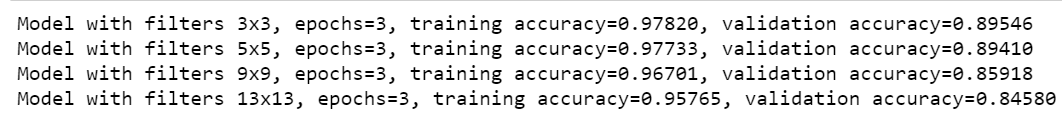 Model with filters 3x3, epochs=3, training accuracy=0.97820, validation accuracy=0.89546
Model with filters 5x5, epochs=3, training accuracy=0.97733, validation accuracy=0.89410
Model with filters 9x9, epochs=3, training accuracy=0.96701, validation accuracy=0.85918
Model with filters 13x13, epochs=3, training accuracy=0.95765, validation accuracy=0.84580